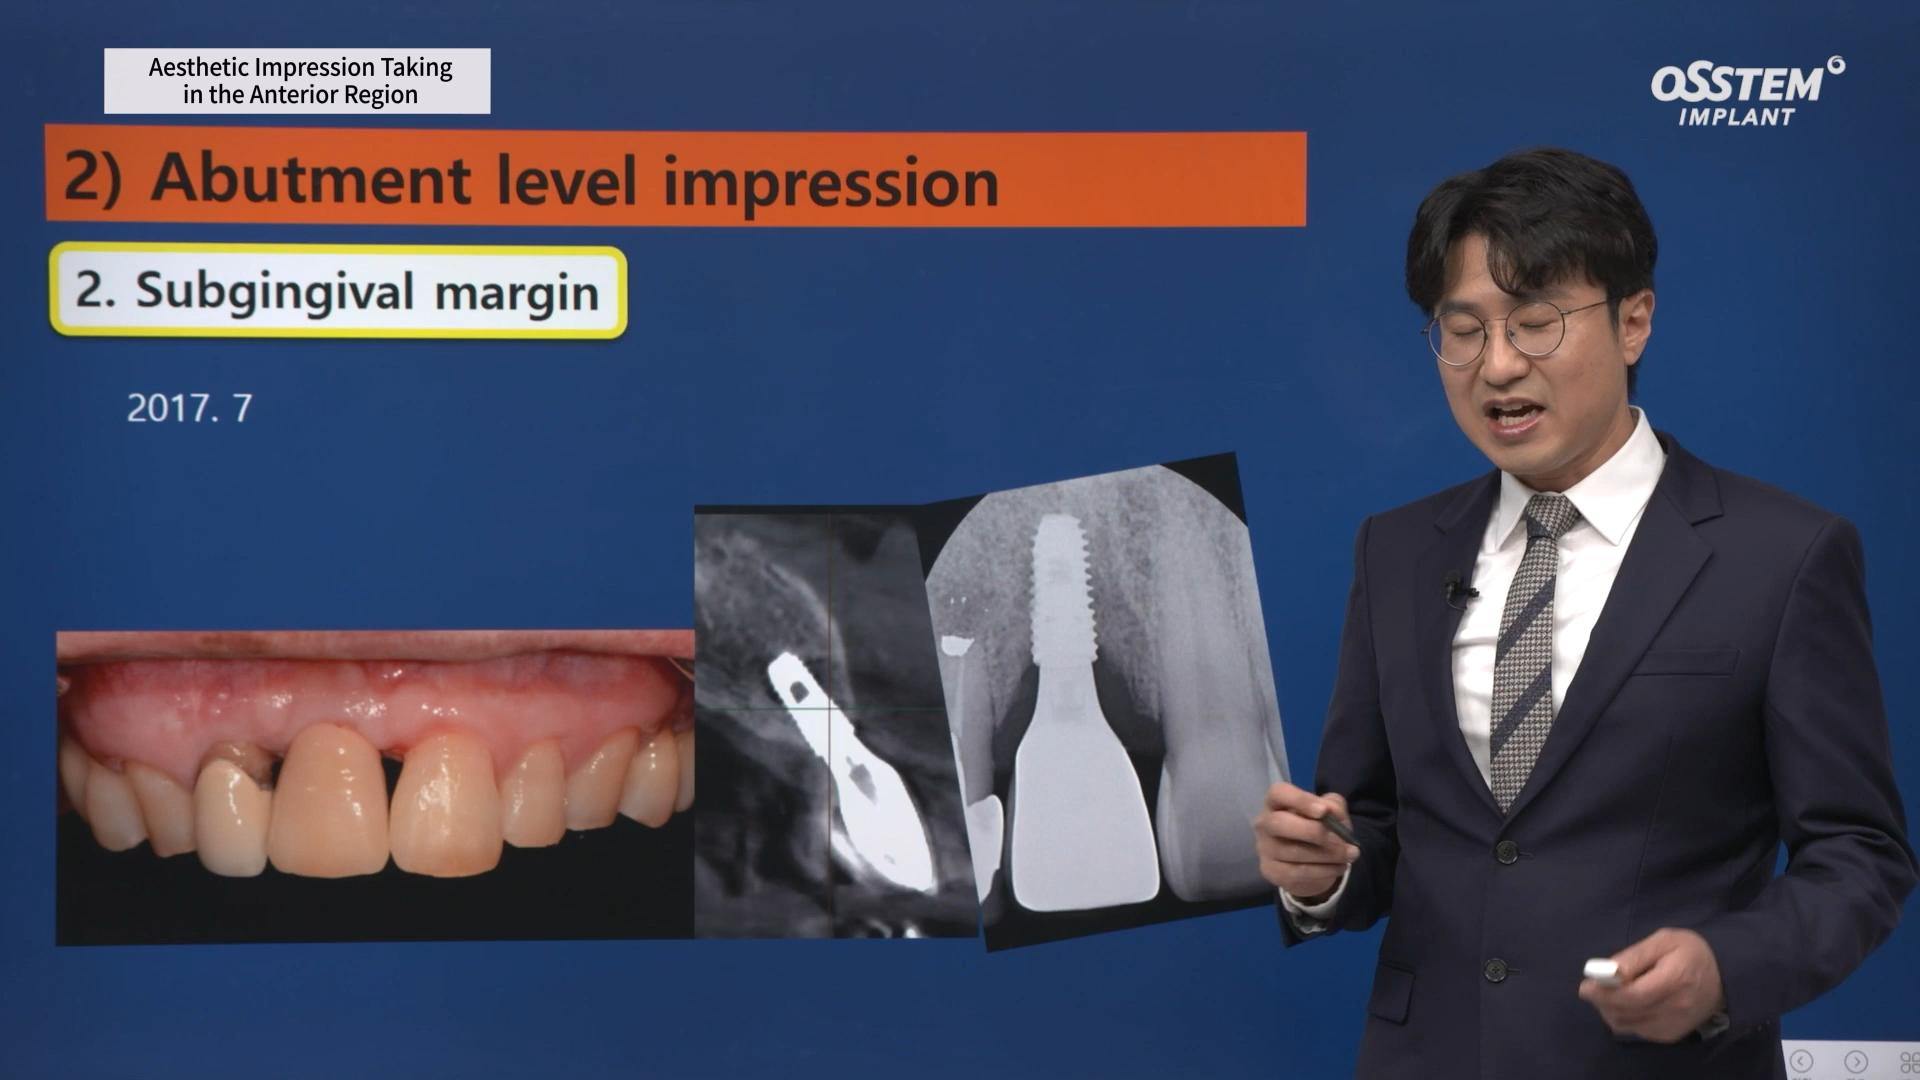 Aesthetic Impression Taking
in the Anterior Region
OSSTEM
IMPLANT
2) Abutment level impression
2. Subgingival margin
2017. 7